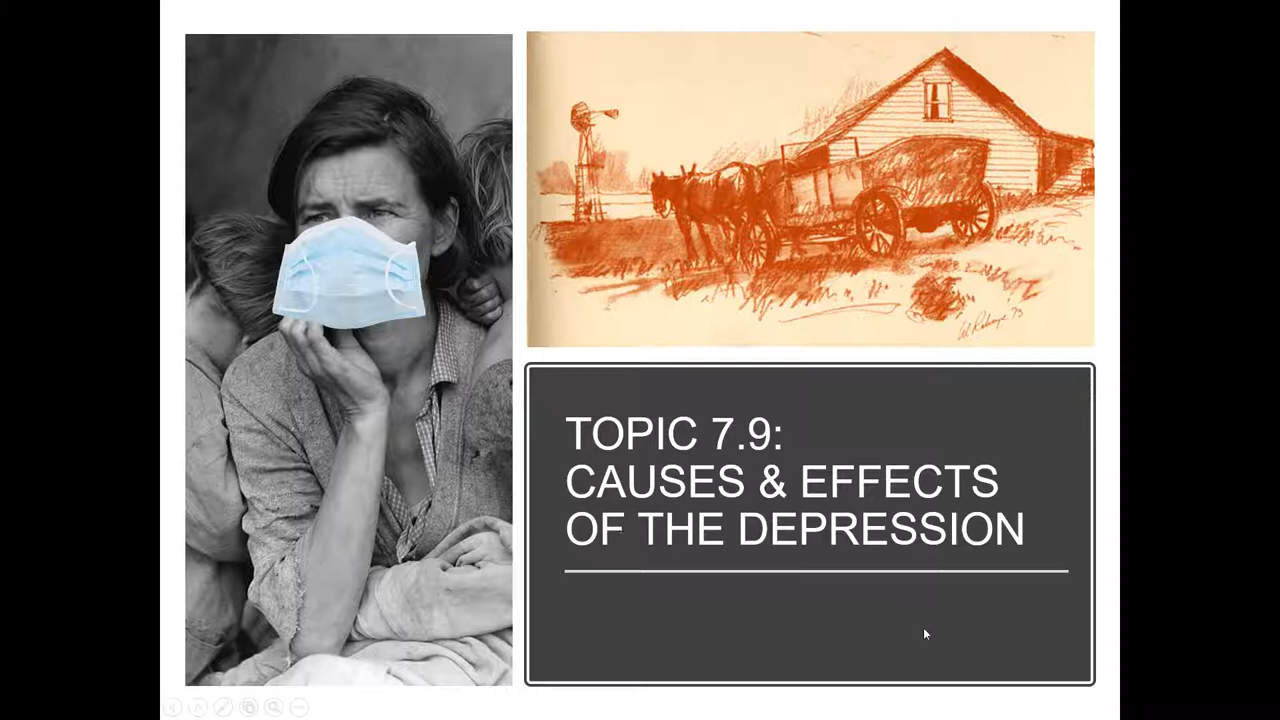 TOPIC 7.9:
CAUSES & EFFECTS
OF THE DEPRESSION